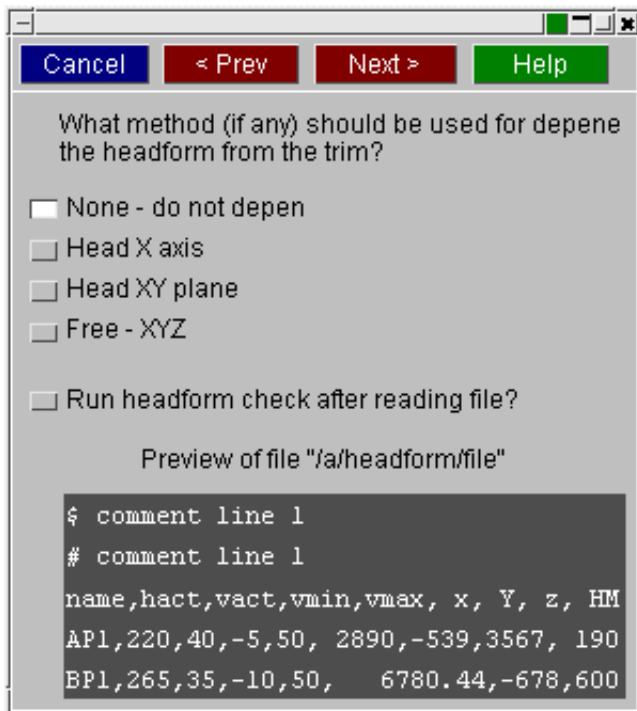 Cancel < Prev Next > Help
What method (if any) should be used for depene
the headform from the trim?
None - do not depen
Head X axis
Head XY plane
Free - XYZ
Run headform check after reading file?
Preview of file "/a/headform/file"
$ comment line 1
# comment line 1
name,hact,vact,vmin,vmax, x, Y, z, HM
AP1,220,40,-5,50, 2890,-539,3567, 190
BP1,265,35,-10,50, 6780.44,-678,600